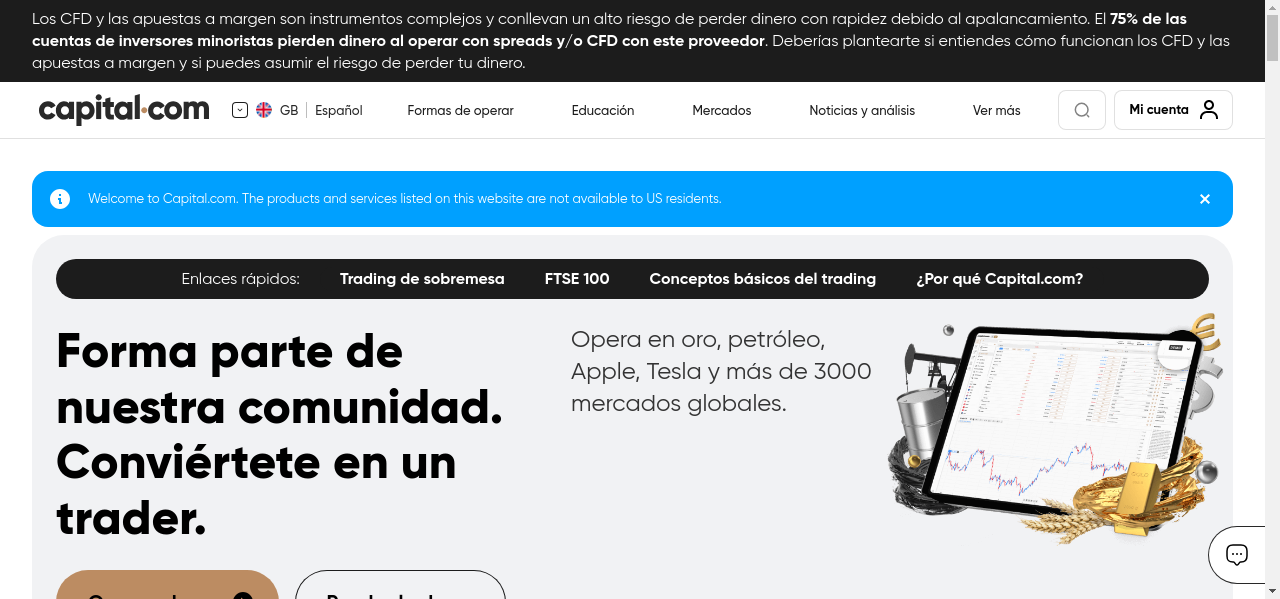 Los CFD y las apuestas a margen son instrumentos complejos y conllevan un alto riesgo de perder dinero con rapidez debido al apalancamiento. El 75% de las
cuentas de inversores minoristas pierden dinero al operar con spreads y/o CFD con este proveedor. Deberías plantearte si entiendes cómo funcionan los CFD y las
apuestas a margen y si puedes asumir el riesgo de perder tu dinero.
capital.com GB Español Formas de operar Educación Mercados Noticias y análisis Ver más Mi cuenta
Welcome to Capital.com. The products and services listed on this website are not available to US residents.
Enlaces rápidos: Trading de sobremesa FTSE 100 Conceptos básicos del trading ¿Por qué Capital.com?
Forma parte de
nuestra comunidad.
Conviértete en un
trader.
Opera en oro, petróleo,
Apple, Tesla y más de 3000
mercados globales.